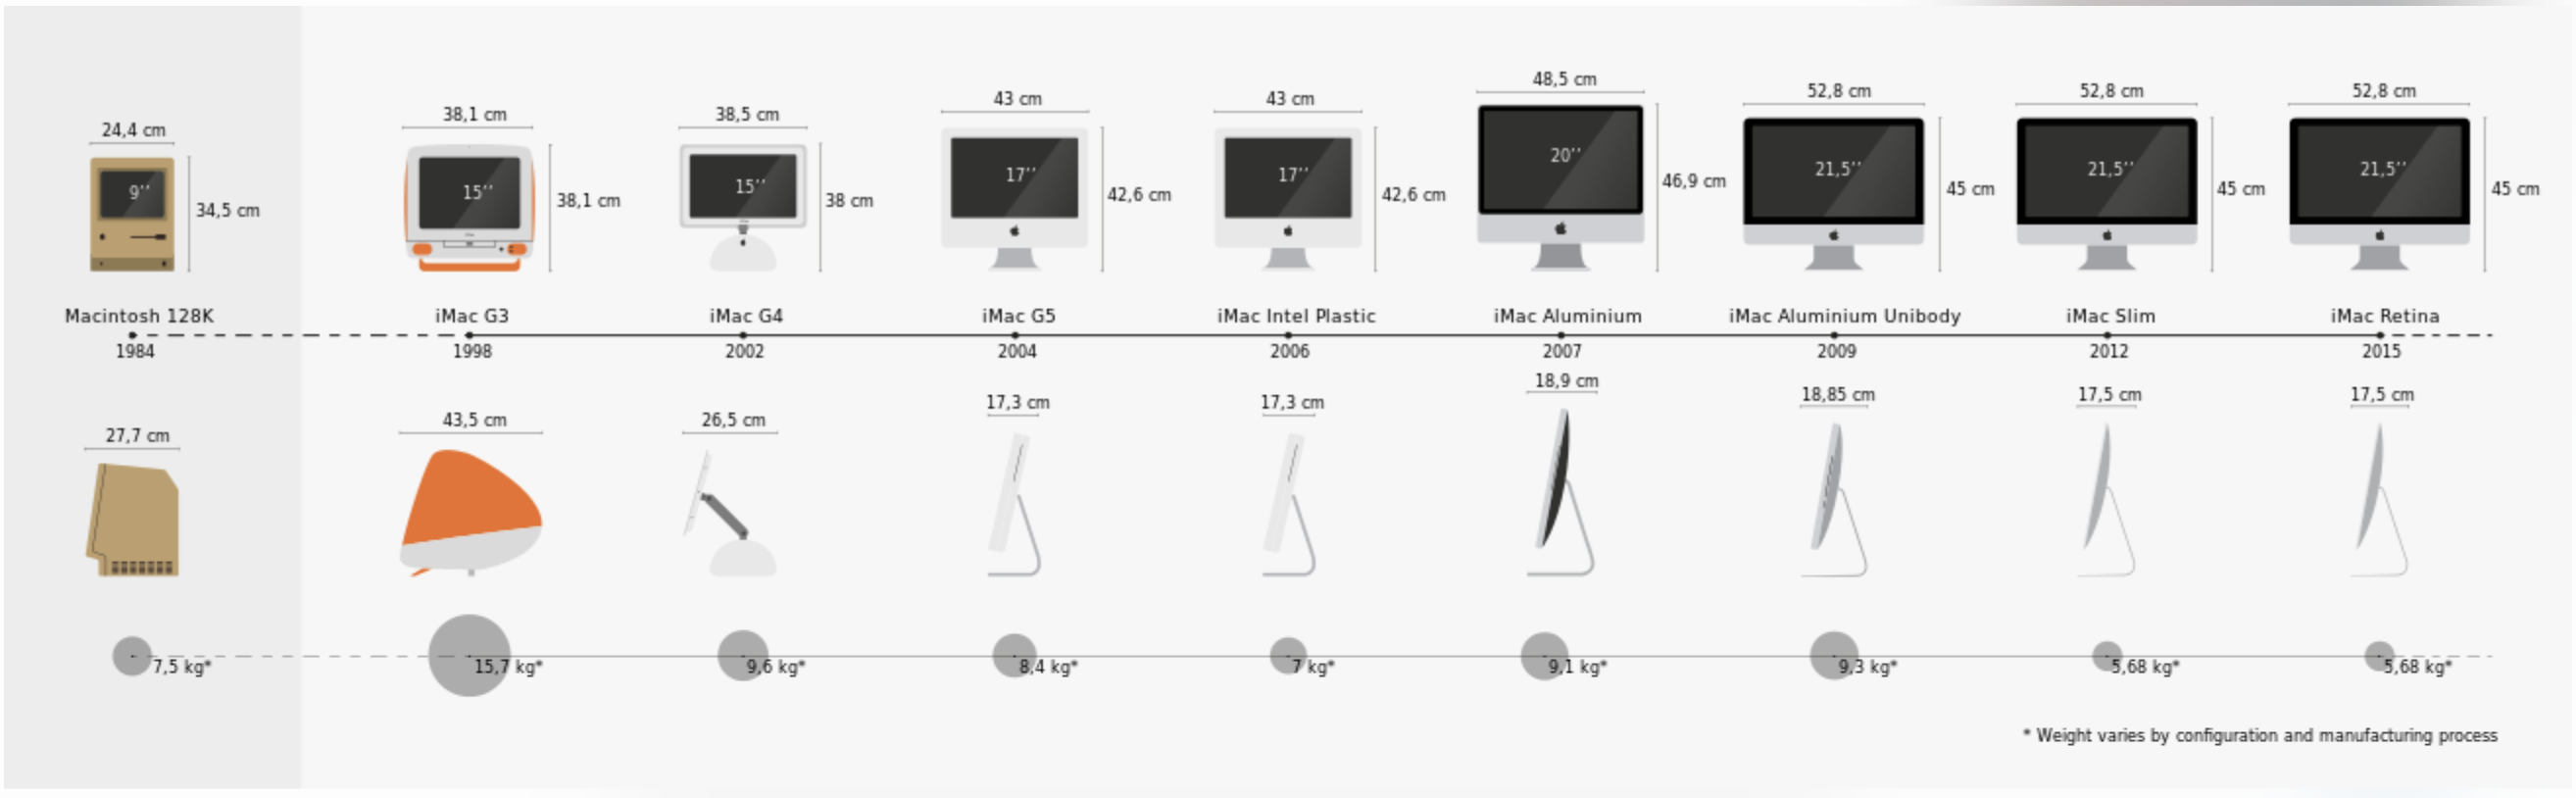 24,4 cm
9’’
34,5 cm
38,1 cm
15’’
38,1 cm
38,5 cm
15’’
38 cm
43 cm
17’’
42,6 cm
43 cm
17’’
42,6 cm
48,5 cm
20’’
46,9 cm
52,8 cm
21,5’’
45 cm
52,8 cm
21,5’’
45 cm
52,8 cm
21,5’’
45 cm
Macintosh 128K
iMac G3
iMac G4
iMac G5
iMac Intel Plastic
iMac Aluminium
iMac Aluminium Unibody
iMac Slim
iMac Retina
1984
1998
2002
2004
2006
2007
2009
2012
2015
27,7 cm
43,5 cm
26,5 cm
17,3 cm
17,3 cm
18,9 cm
18,85 cm
17,5 cm
17,5 cm
7,5 kg*
15,7 kg*
9,6 kg*
8,4 kg*
7 kg*
9,1 kg*
9,3 kg*
5,68 kg*
5,68 kg*
* Weight varies by configuration and manufacturing process